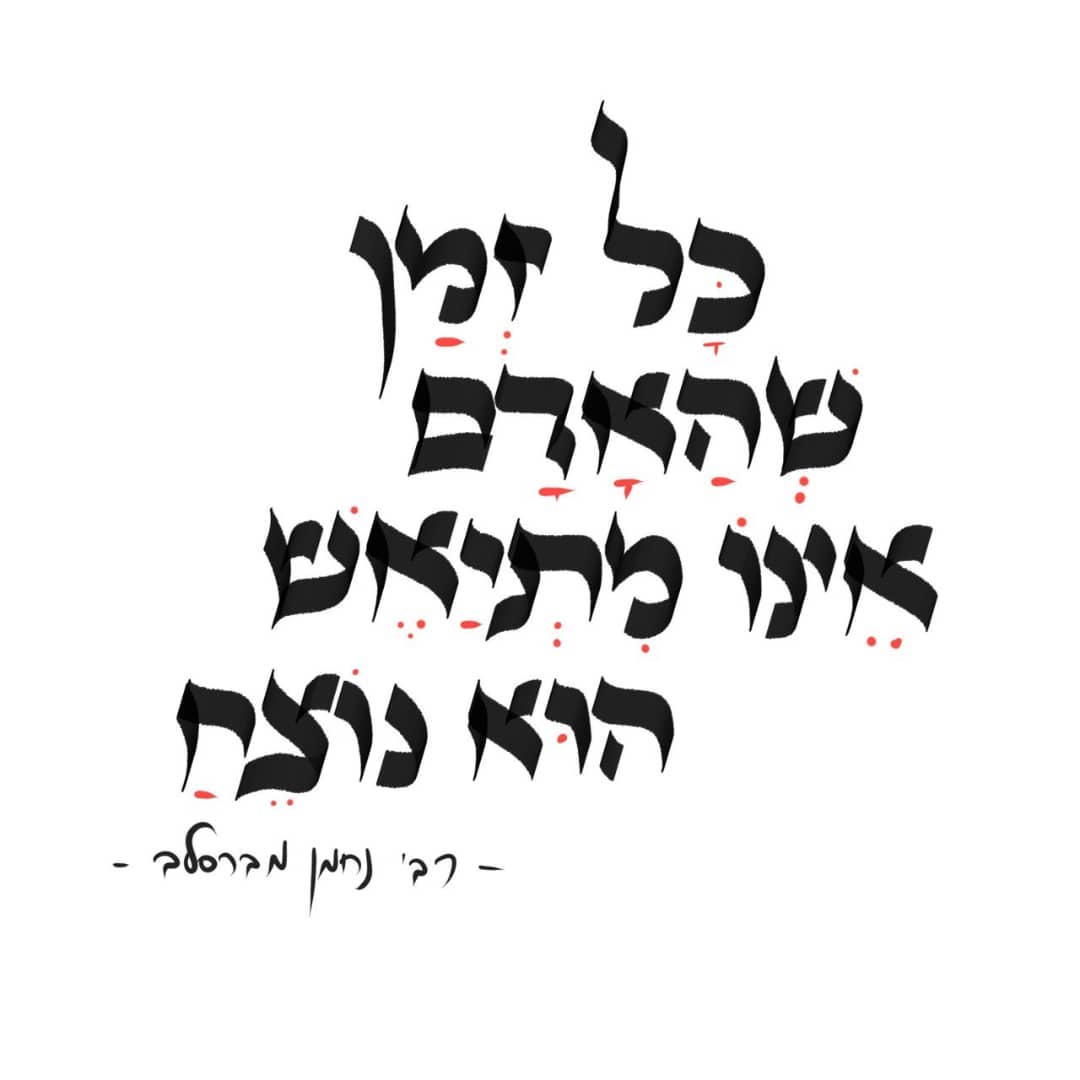 כָּל זְמַן
שֶׁהַאָדַם
אֵינוֹ מִתְיַאֵשׁ
הוּא נוֹצֵחַ
- רבי נחמן מברסלב -